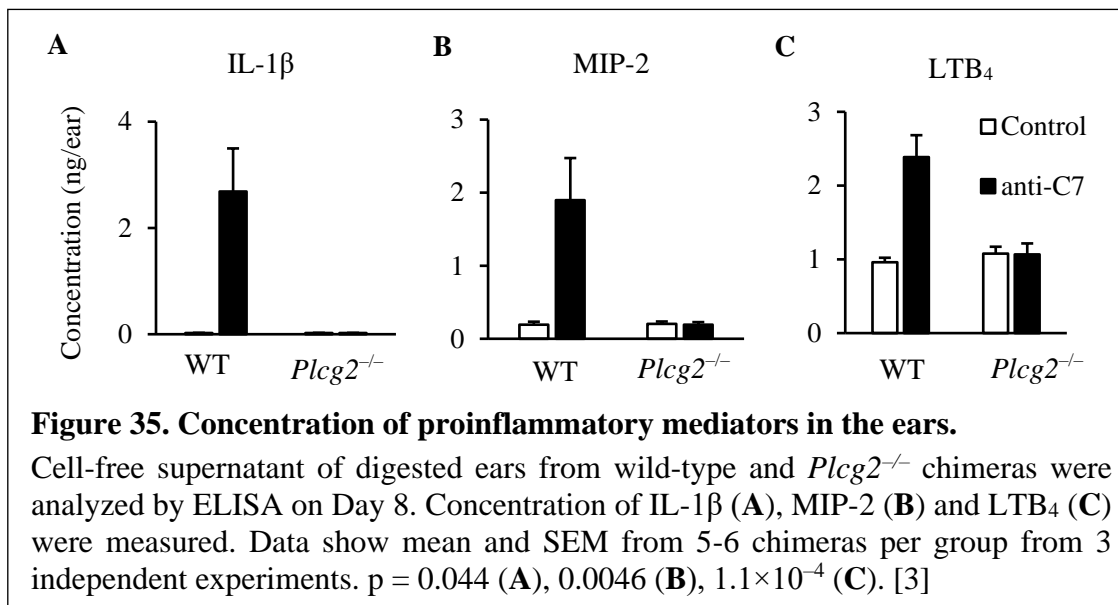 A
IL-1β
Concentration (ng/ear)
4
2
0
WT
Plcg2–/–
B
MIP-2
3
2
1
0
WT
Plcg2–/–
C
LTB4
3
2
1
0
Control
anti-C7
WT
Plcg2–/–
Figure 35. Concentration of proinflammatory mediators in the ears.
Cell-free supernatant of digested ears from wild-type and Plcg2–/– chimeras were
analyzed by ELISA on Day 8. Concentration of IL-1β (A), MIP-2 (B) and LTB4 (C)
were measured. Data show mean and SEM from 5-6 chimeras per group from 3
independent experiments. p = 0.044 (A), 0.0046 (B), 1.1×10–4 (C). [3]